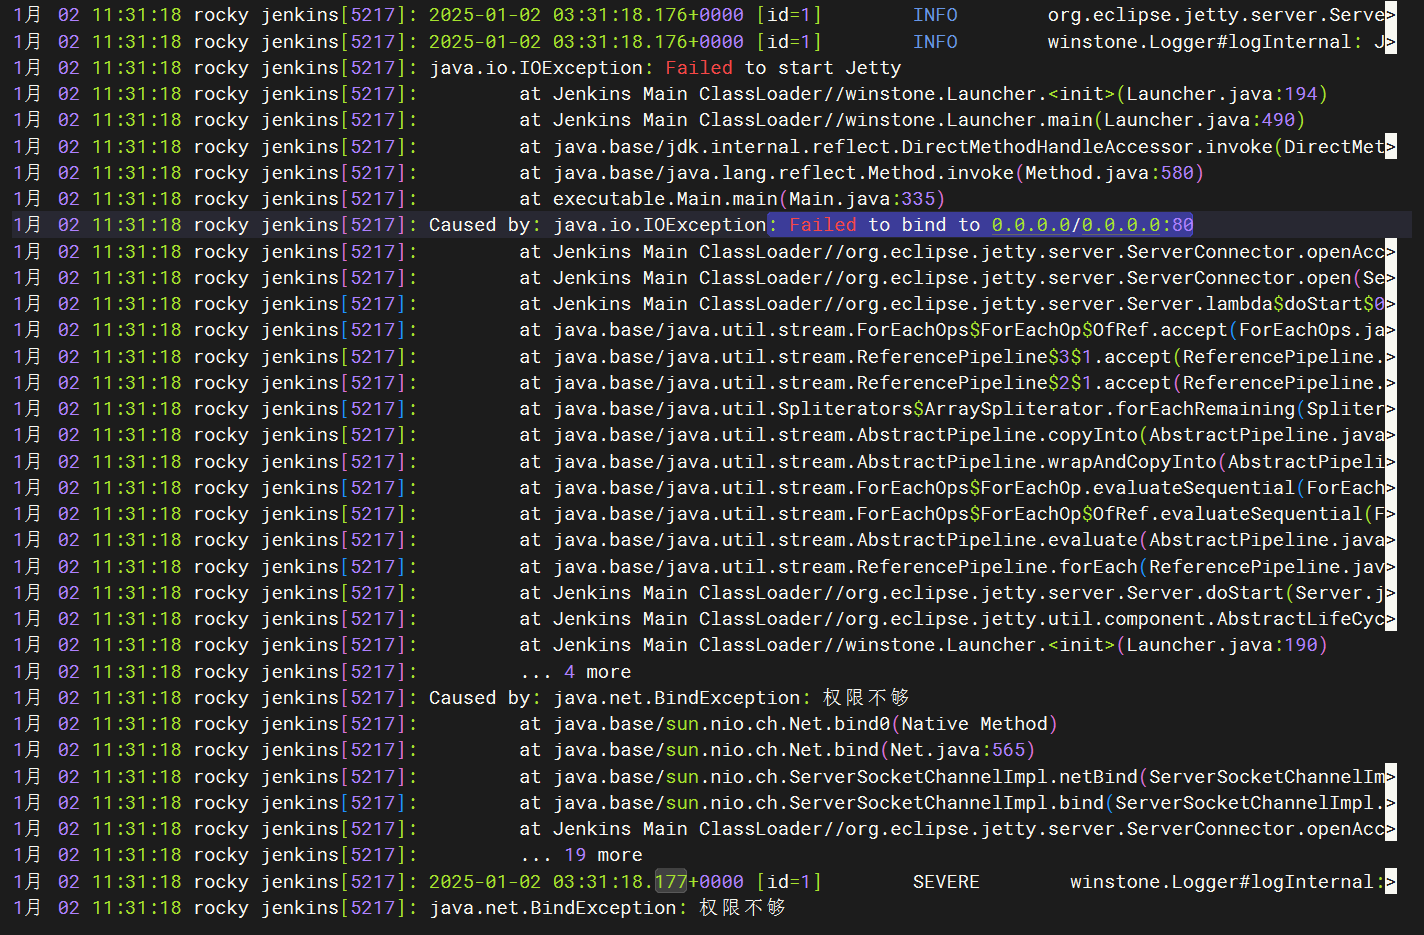 1月 02 11:31:18 rocky jenkins[5217]: 2025-01-02 03:31:18.176+0000 [id=1]        INFO        org.eclipse.jetty.server.Serve>
1月 02 11:31:18 rocky jenkins[5217]: 2025-01-02 03:31:18.176+0000 [id=1]        INFO        winstone.Logger#logInternal: J>
1月 02 11:31:18 rocky jenkins[5217]: java.io.IOException: Failed to start Jetty
1月 02 11:31:18 rocky jenkins[5217]:         at Jenkins Main ClassLoader//winstone.Launcher.<init>(Launcher.java:194)
1月 02 11:31:18 rocky jenkins[5217]:         at Jenkins Main ClassLoader//winstone.Launcher.main(Launcher.java:490)
1月 02 11:31:18 rocky jenkins[5217]:         at java.base/jdk.internal.reflect.DirectMethodHandleAccessor.invoke(DirectMet>
1月 02 11:31:18 rocky jenkins[5217]:         at java.base/java.lang.reflect.Method.invoke(Method.java:580)
1月 02 11:31:18 rocky jenkins[5217]:         at executable.Main.main(Main.java:335)
1月 02 11:31:18 rocky jenkins[5217]: Caused by: java.io.IOException: Failed to bind to 0.0.0.0/0.0.0.0:80
1月 02 11:31:18 rocky jenkins[5217]:         at Jenkins Main ClassLoader//org.eclipse.jetty.server.ServerConnector.openAcc>
1月 02 11:31:18 rocky jenkins[5217]:         at Jenkins Main ClassLoader//org.eclipse.jetty.server.ServerConnector.open(Se>
1月 02 11:31:18 rocky jenkins[5217]:         at Jenkins Main ClassLoader//org.eclipse.jetty.server.Server.lambda$doStart$0>
1月 02 11:31:18 rocky jenkins[5217]:         at java.base/java.util.stream.ForEachOps$ForEachOp$OfRef.accept(ForEachOps.ja>
1月 02 11:31:18 rocky jenkins[5217]:         at java.base/java.util.stream.ReferencePipeline$3$1.accept(ReferencePipeline.>
1月 02 11:31:18 rocky jenkins[5217]:         at java.base/java.util.stream.ReferencePipeline$2$1.accept(ReferencePipeline.>
1月 02 11:31:18 rocky jenkins[5217]:         at java.base/java.util.Spliterators$ArraySpliterator.forEachRemaining(Spliter>
1月 02 11:31:18 rocky jenkins[5217]:         at java.base/java.util.stream.AbstractPipeline.copyInto(AbstractPipeline.java>
1月 02 11:31:18 rocky jenkins[5217]:         at java.base/java.util.stream.AbstractPipeline.wrapAndCopyInto(AbstractPipeli>
1月 02 11:31:18 rocky jenkins[5217]:         at java.base/java.util.stream.ForEachOps$ForEachOp.evaluateSequential(ForEach>
1月 02 11:31:18 rocky jenkins[5217]:         at java.base/java.util.stream.ForEachOps$ForEachOp$OfRef.evaluateSequential(F>
1月 02 11:31:18 rocky jenkins[5217]:         at java.base/java.util.stream.AbstractPipeline.evaluate(AbstractPipeline.java>
1月 02 11:31:18 rocky jenkins[5217]:         at java.base/java.util.stream.ReferencePipeline.forEach(ReferencePipeline.jav>
1月 02 11:31:18 rocky jenkins[5217]:         at Jenkins Main ClassLoader//org.eclipse.jetty.server.Server.doStart(Server.j>
1月 02 11:31:18 rocky jenkins[5217]:         at Jenkins Main ClassLoader//org.eclipse.jetty.util.component.AbstractLifeCyc>
1月 02 11:31:18 rocky jenkins[5217]:         at Jenkins Main ClassLoader//winstone.Launcher.<init>(Launcher.java:190)
1月 02 11:31:18 rocky jenkins[5217]:         ... 4 more
1月 02 11:31:18 rocky jenkins[5217]: Caused by: java.net.BindException: 权限不够
1月 02 11:31:18 rocky jenkins[5217]:         at java.base/sun.nio.ch.Net.bind0(Native Method)
1月 02 11:31:18 rocky jenkins[5217]:         at java.base/sun.nio.ch.Net.bind(Net.java:565)
1月 02 11:31:18 rocky jenkins[5217]:         at java.base/sun.nio.ch.ServerSocketChannelImpl.netBind(ServerSocketChannelIm>
1月 02 11:31:18 rocky jenkins[5217]:         at java.base/sun.nio.ch.ServerSocketChannelImpl.bind(ServerSocketChannelImpl.>
1月 02 11:31:18 rocky jenkins[5217]:         at Jenkins Main ClassLoader//org.eclipse.jetty.server.ServerConnector.openAcc>
1月 02 11:31:18 rocky jenkins[5217]:         ... 19 more
1月 02 11:31:18 rocky jenkins[5217]: 2025-01-02 03:31:18.177+0000 [id=1]        SEVERE        winstone.Logger#logInternal:>
1月 02 11:31:18 rocky jenkins[5217]: java.net.BindException: 权限不够